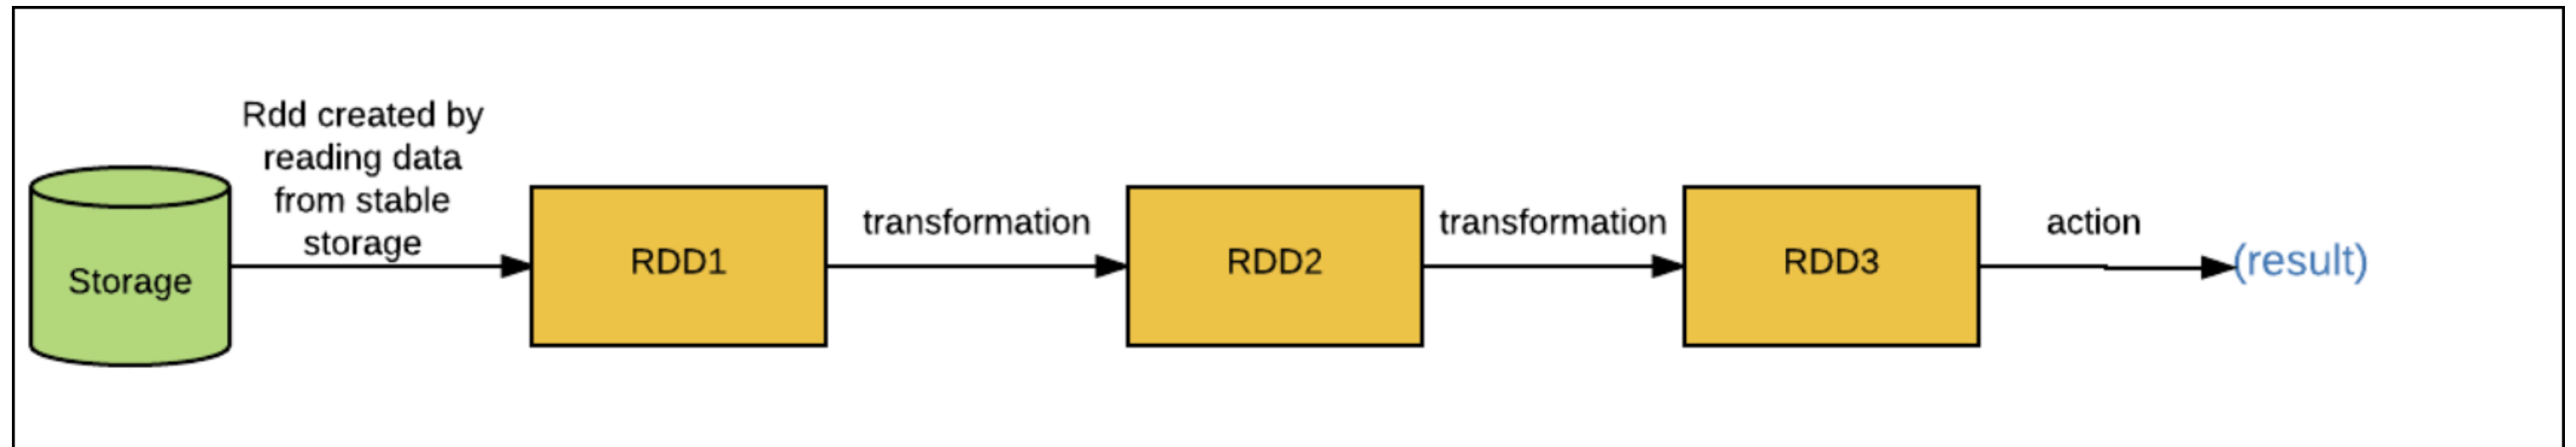 Rdd created by
reading data
from stable
storage
Storage
RDD1
transformation
RDD2
transformation
RDD3
action
(result)